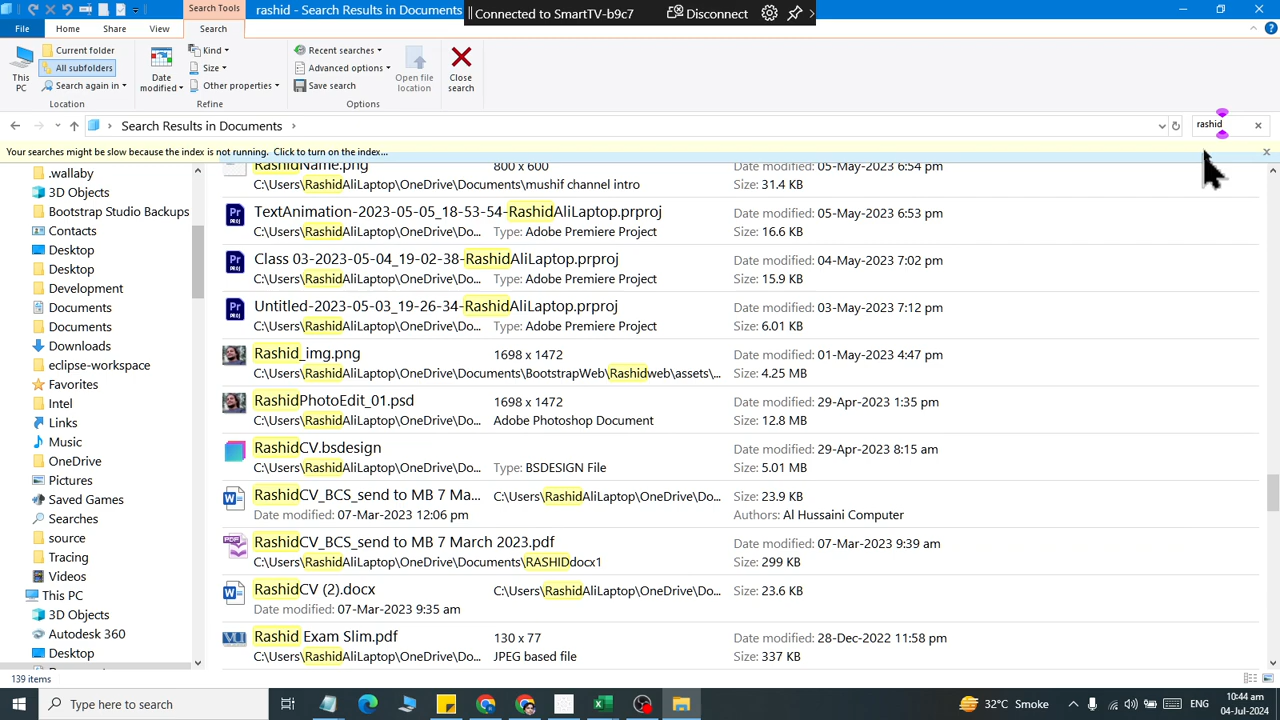 Search Tools
rashid - Search Results in Documents
Connected to SmartTV-b9c7
Disconnect
File
Home
Share
View
Search
This PC
Current folder
All subfolders
Search again in
Location
Date modified
Kind
Size
Other properties
Refine
Recent searches
Advanced options
Save search
Open file location
Options
Close search
Search Results in Documents
rashid
Your searches might be slow because the index is not running. Click to turn on the index...
.wallaby
3D Objects
Bootstrap Studio Backups
Contacts
Desktop
Desktop
Development
Documents
Documents
Downloads
eclipse-workspace
Favorites
Intel
Links
Music
OneDrive
Pictures
Saved Games
Searches
source
Tracing
Videos
This PC
3D Objects
Autodesk 360
Desktop
RashidName.png 800 x 600 Date modified: 05-May-2023 6:54 pm
C:\Users\RashidAliLaptop\OneDrive\Documents\mushif channel intro Size: 31.4 KB
TextAnimation-2023-05-05_18-53-54-RashidAliLaptop.prproj Date modified: 05-May-2023 6:53 pm
C:\Users\RashidAliLaptop\OneDrive\Do... Type: Adobe Premiere Project Size: 16.6 KB
Class 03-2023-05-04_19-02-38-RashidAliLaptop.prproj Date modified: 04-May-2023 7:02 pm
C:\Users\RashidAliLaptop\OneDrive\Do... Type: Adobe Premiere Project Size: 15.9 KB
Untitled-2023-05-03_19-26-34-RashidAliLaptop.prproj Date modified: 03-May-2023 7:12 pm
C:\Users\RashidAliLaptop\OneDrive\Do... Type: Adobe Premiere Project Size: 6.01 KB
Rashid_img.png 1698 x 1472 Date modified: 01-May-2023 4:47 pm
C:\Users\RashidAliLaptop\OneDrive\Documents\BootstrapWeb\Rashidweb\assets\... Size: 4.25 MB
RashidPhotoEdit_01.psd 1698 x 1472 Date modified: 29-Apr-2023 1:35 pm
C:\Users\RashidAliLaptop\OneDrive\Do... Adobe Photoshop Document Size: 12.8 MB
RashidCV.bsdesign Date modified: 29-Apr-2023 8:15 am
C:\Users\RashidAliLaptop\OneDrive\Do... Type: BSDESIGN File Size: 5.01 MB
RashidCV_BCS_send to MB 7 Ma... C:\Users\RashidAliLaptop\OneDrive\Do... Size: 23.9 KB
Date modified: 07-Mar-2023 12:06 pm Authors: Al Hussaini Computer
RashidCV_BCS_send to MB 7 March 2023.pdf Date modified: 07-Mar-2023 9:39 am
C:\Users\RashidAliLaptop\OneDrive\Documents\RASHIDdocx1 Size: 299 KB
RashidCV (2).docx C:\Users\RashidAliLaptop\OneDrive\Do... Size: 23.6 KB
Date modified: 07-Mar-2023 9:35 am
Rashid Exam Slim.pdf 130 x 77 Date modified: 28-Dec-2022 11:58 pm
C:\Users\RashidAliLaptop\OneDrive\Do... JPEG based file Size: 337 KB
139 items
Type here to search
32°C Smoke
ENG
10:44 am
04-Jul-2024